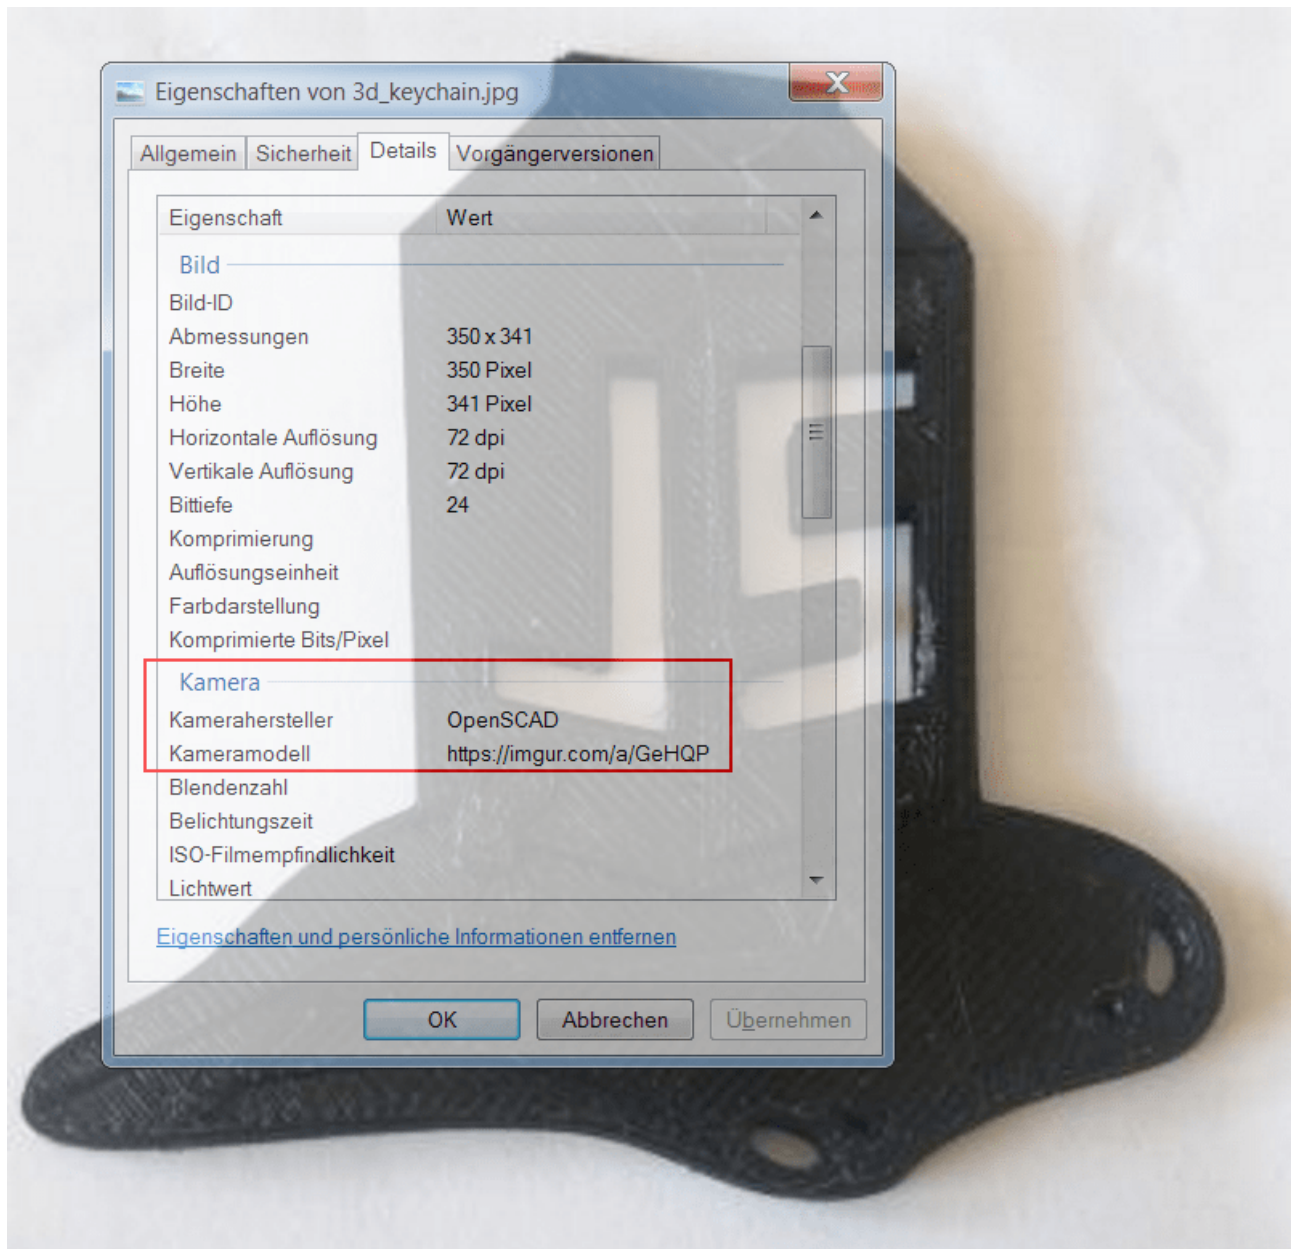 Eigenschaften von 3d_keychain.jpg
Allgemein Sicherheit Details Vorgängerversionen
Eigenschaft Wert
Bild
Bild-ID
Abmessungen 350 x 341
Breite 350 Pixel
Höhe 341 Pixel
Horizontale Auflösung 72 dpi
Vertikale Auflösung 72 dpi
Bittiefe 24
Komprimierung
Auflösungseinheit
Farbdarstellung
Komprimierte Bits/Pixel
Kamera
Kamerahersteller OpenSCAD
Kameramodell https://imgur.com/a/GeHQP
Blendenzahl
Belichtungszeit
ISO-Filmempfindlichkeit
Lichtwert
Eigenschaften und persönliche Informationen entfernen
OK Abbrechen Übernehmen
JS